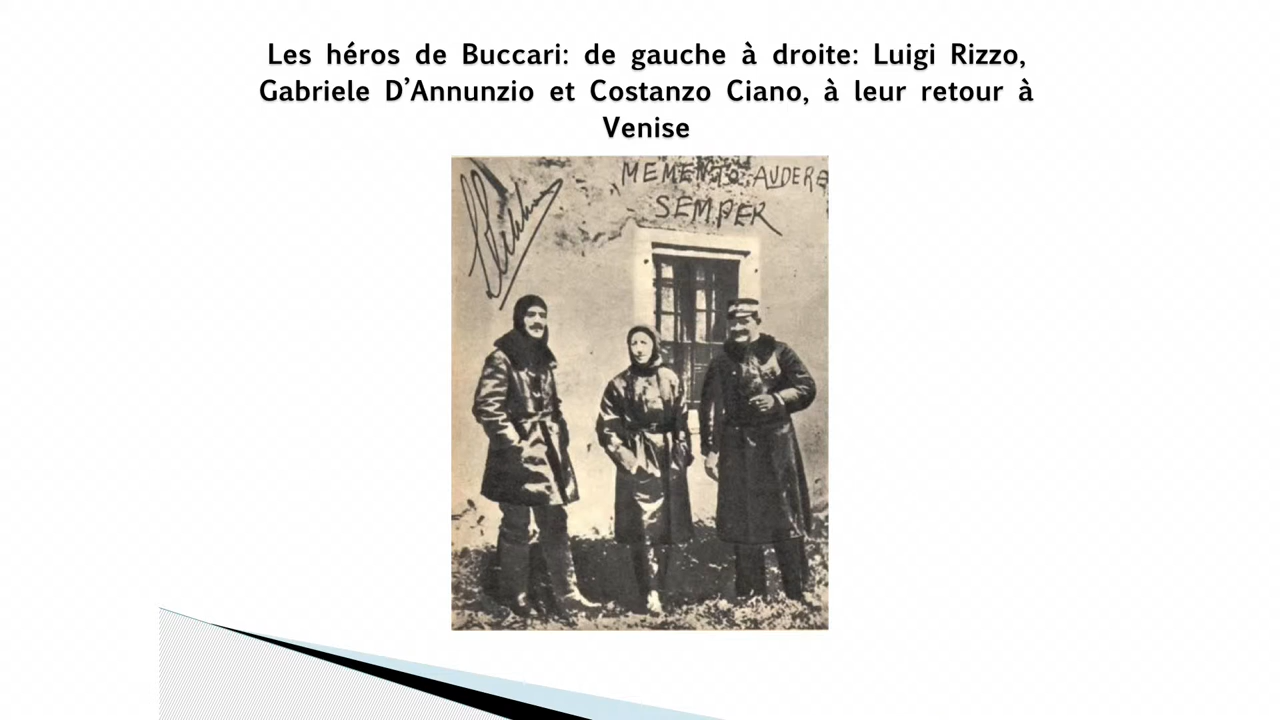 Les héros de Buccari: de gauche à droite: Luigi Rizzo,
Gabriele D’Annunzio et Costanzo Ciano, à leur retour à
Venise
MEMENTO AUDERE
SEMPER